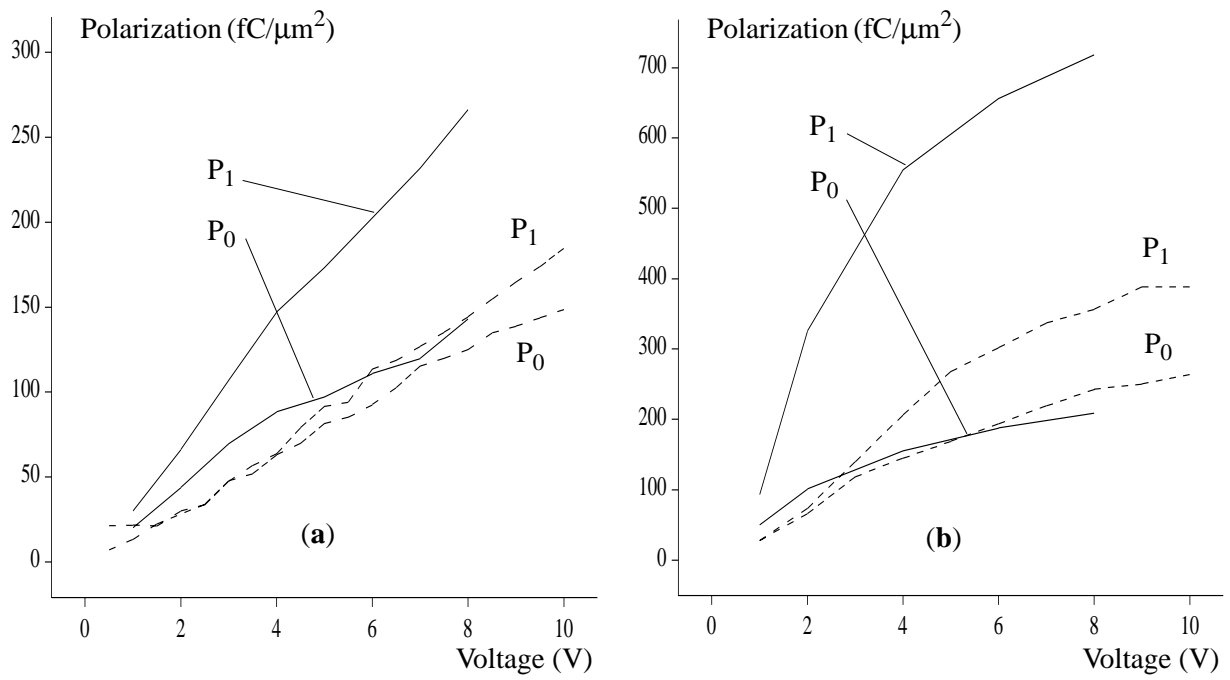 Polarization (fC/μm²)
300
250
200
150
100
50
0
P₁
P₀
P₁
P₀
(a)
0 2 4 6 8 10
Voltage (V)
Polarization (fC/μm²)
700
600
500
400
300
200
100
0
P₁
P₀
P₁
P₀
(b)
0 2 4 6 8 10
Voltage (V)